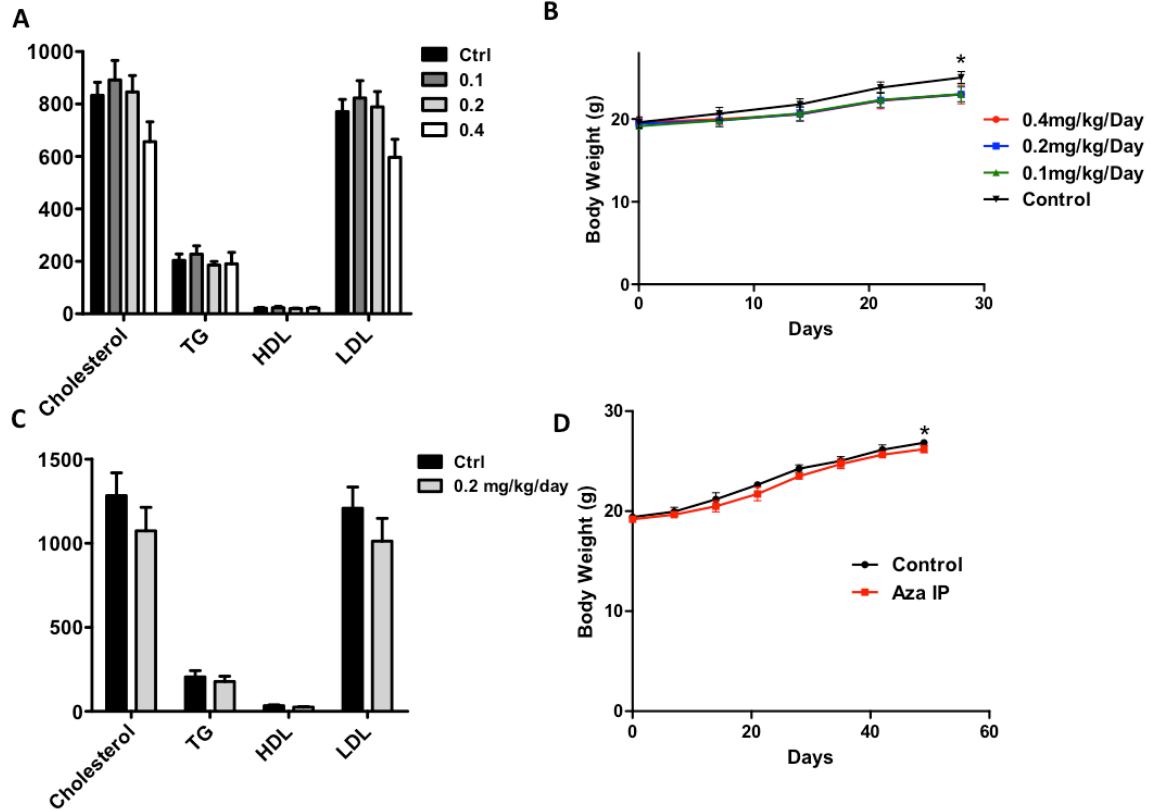 A
1000
800
600
400
200
0
Cholesterol
TG
HDL
LDL
Ctrl
0.1
0.2
0.4
B
Body Weight (g)
20
10
0
0
10
20
30
Days
*
0.4mg/kg/Day
0.2mg/kg/Day
0.1mg/kg/Day
Control
C
1500
1000
500
0
Cholesterol
TG
HDL
LDL
Ctrl
0.2 mg/kg/day
D
Body Weight (g)
30
20
10
0
0
20
40
60
Days
*
Control
Aza IP